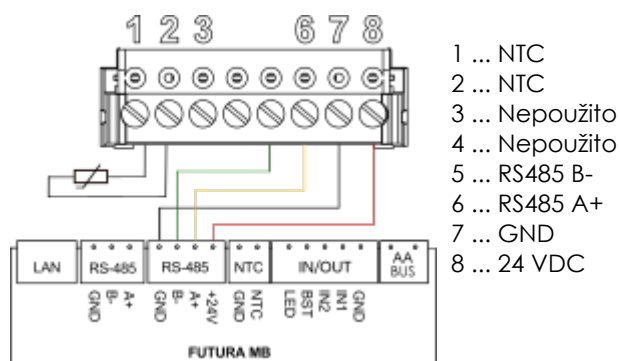 1 2 3 6 7 8
1 ... NTC
2 ... NTC
3 ... Nepoužito
4 ... Nepoužito
5 ... RS485 B-
6 ... RS485 A+
7 ... GND
8 ... 24 VDC
LAN
RS-485
RS-485
NTC
IN/OUT
AA
BUS
GND
B-
A+
GND
B-
A+
+24V
GND
NTC
LED
BST
IN2
IN1
GND
FUTURA MB